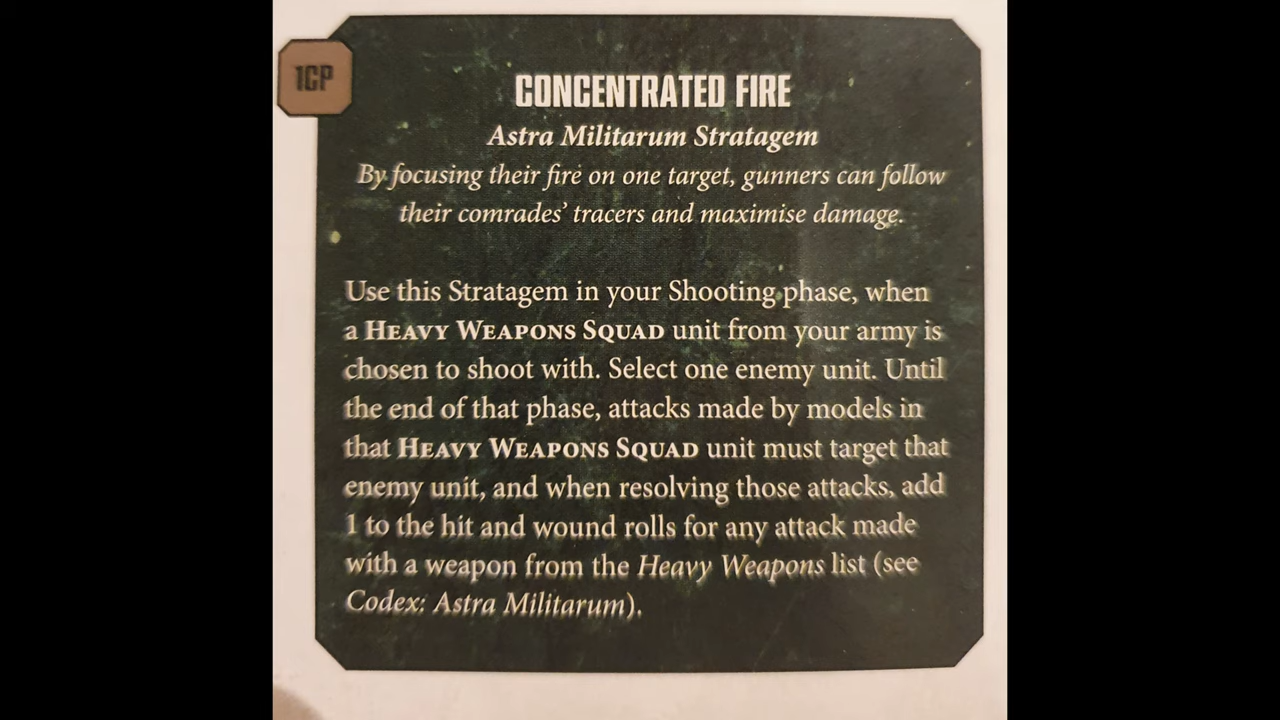 1CP
CONCENTRATED FIRE
Astra Militarum Stratagem
By focusing their fire on one target, gunners can follow
their comrades’ tracers and maximise damage.
Use this Stratagem in your Shooting phase, when
a HEAVY WEAPONS SQUAD unit from your army is
chosen to shoot with. Select one enemy unit. Until
the end of that phase, attacks made by models in
that HEAVY WEAPONS SQUAD unit must target that
enemy unit, and when resolving those attacks, add
1 to the hit and wound rolls for any attack made
with a weapon from the Heavy Weapons list (see
Codex: Astra Militarum).